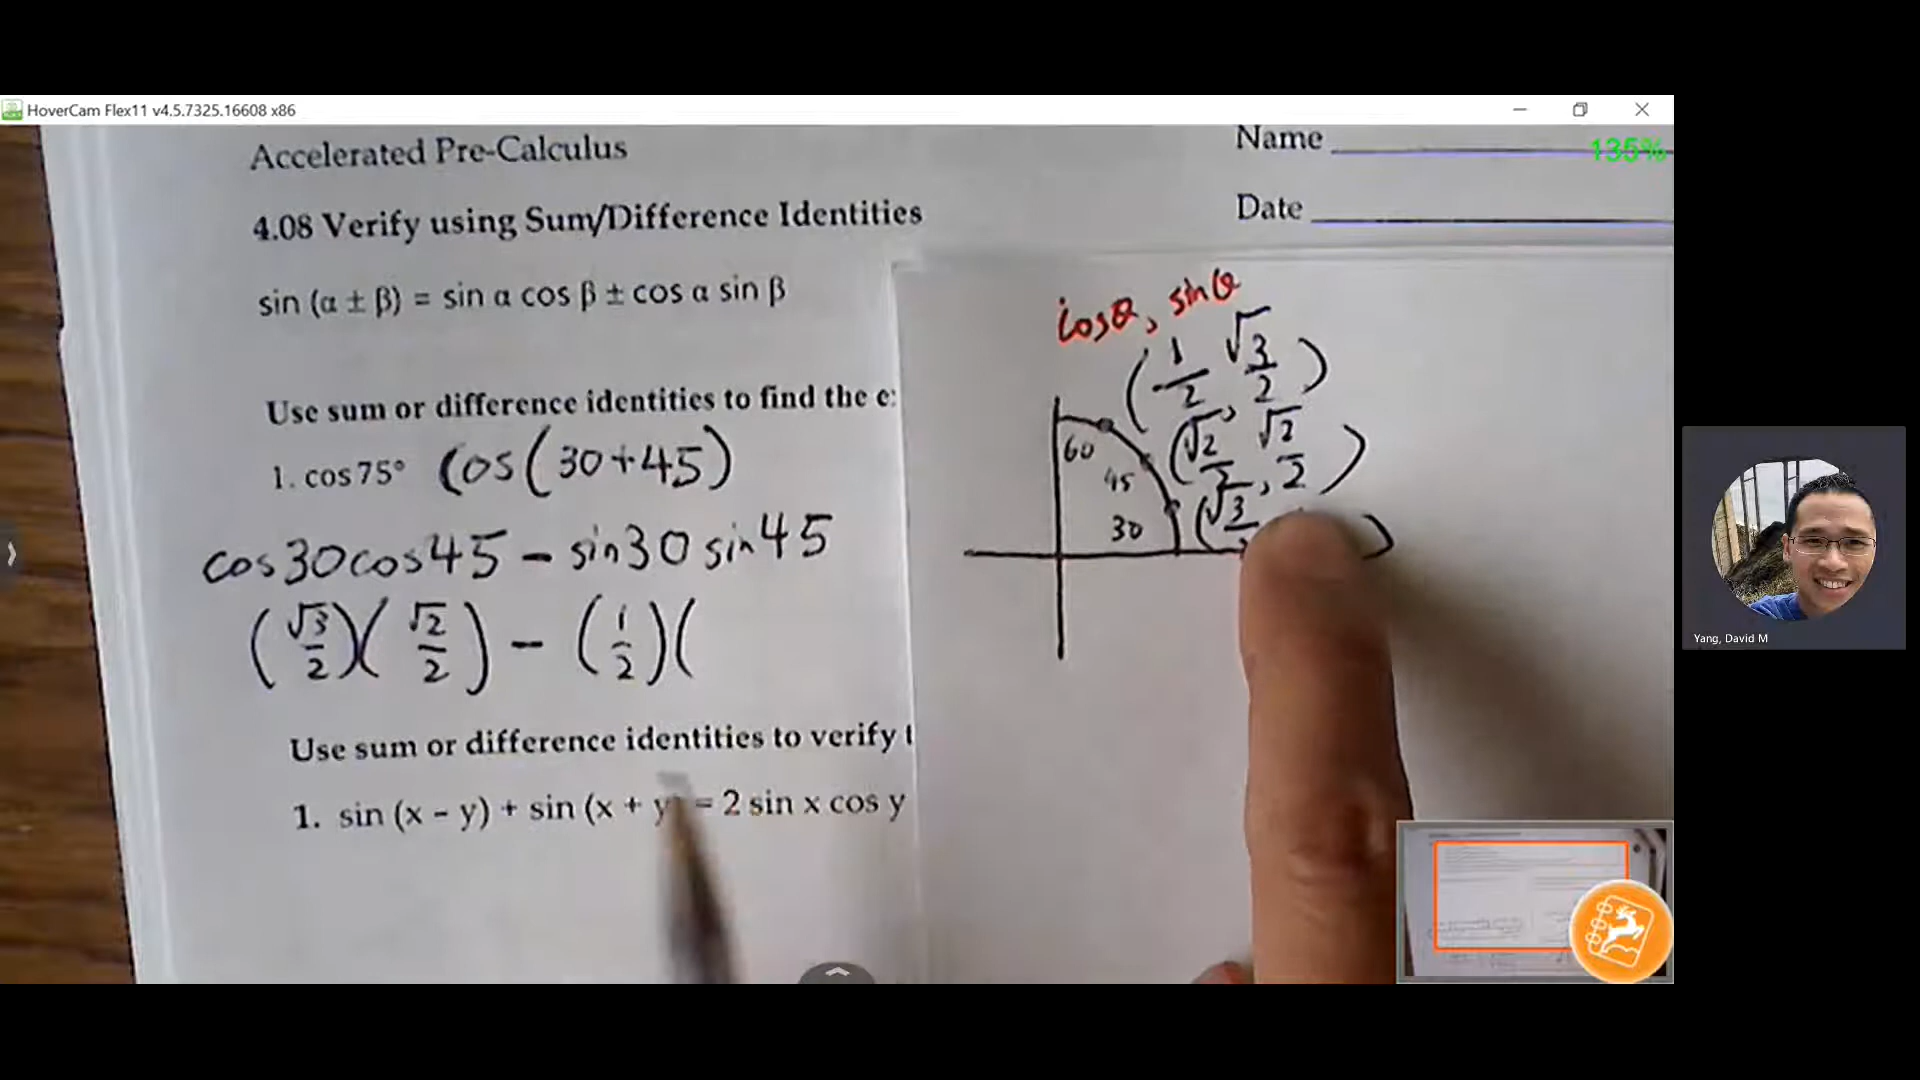 HoverCam Flex11 v4.5.7325.16608 x86
Accelerated Pre-Calculus
Name
135%
4.08 Verify using Sum/Difference Identities
Date
sin (α ± β) = sin α cos β ± cos α sin β
cosθ, sinθ
(1/2, √3/2)
Use sum or difference identities to find the
60
(√2/2, √2/2)
1. cos 75° cos(30+45)
45
30
(√3
)
cos30cos45 - sin30 sin45
(√3/2)(√2/2) - (1/2)(
Use sum or difference identities to verify t
1. sin (x - y) + sin (x + y) = 2 sin x cos y
Yang, David M